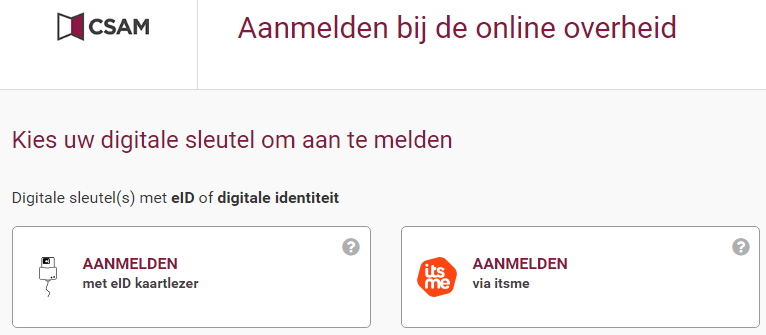 CSAM
Aanmelden bij de online overheid
Kies uw digitale sleutel om aan te melden
Digitale sleutel(s) met eID of digitale identiteit
?
AANMELDEN
met eID kaartlezer
?
its
me
AANMELDEN
via itsme